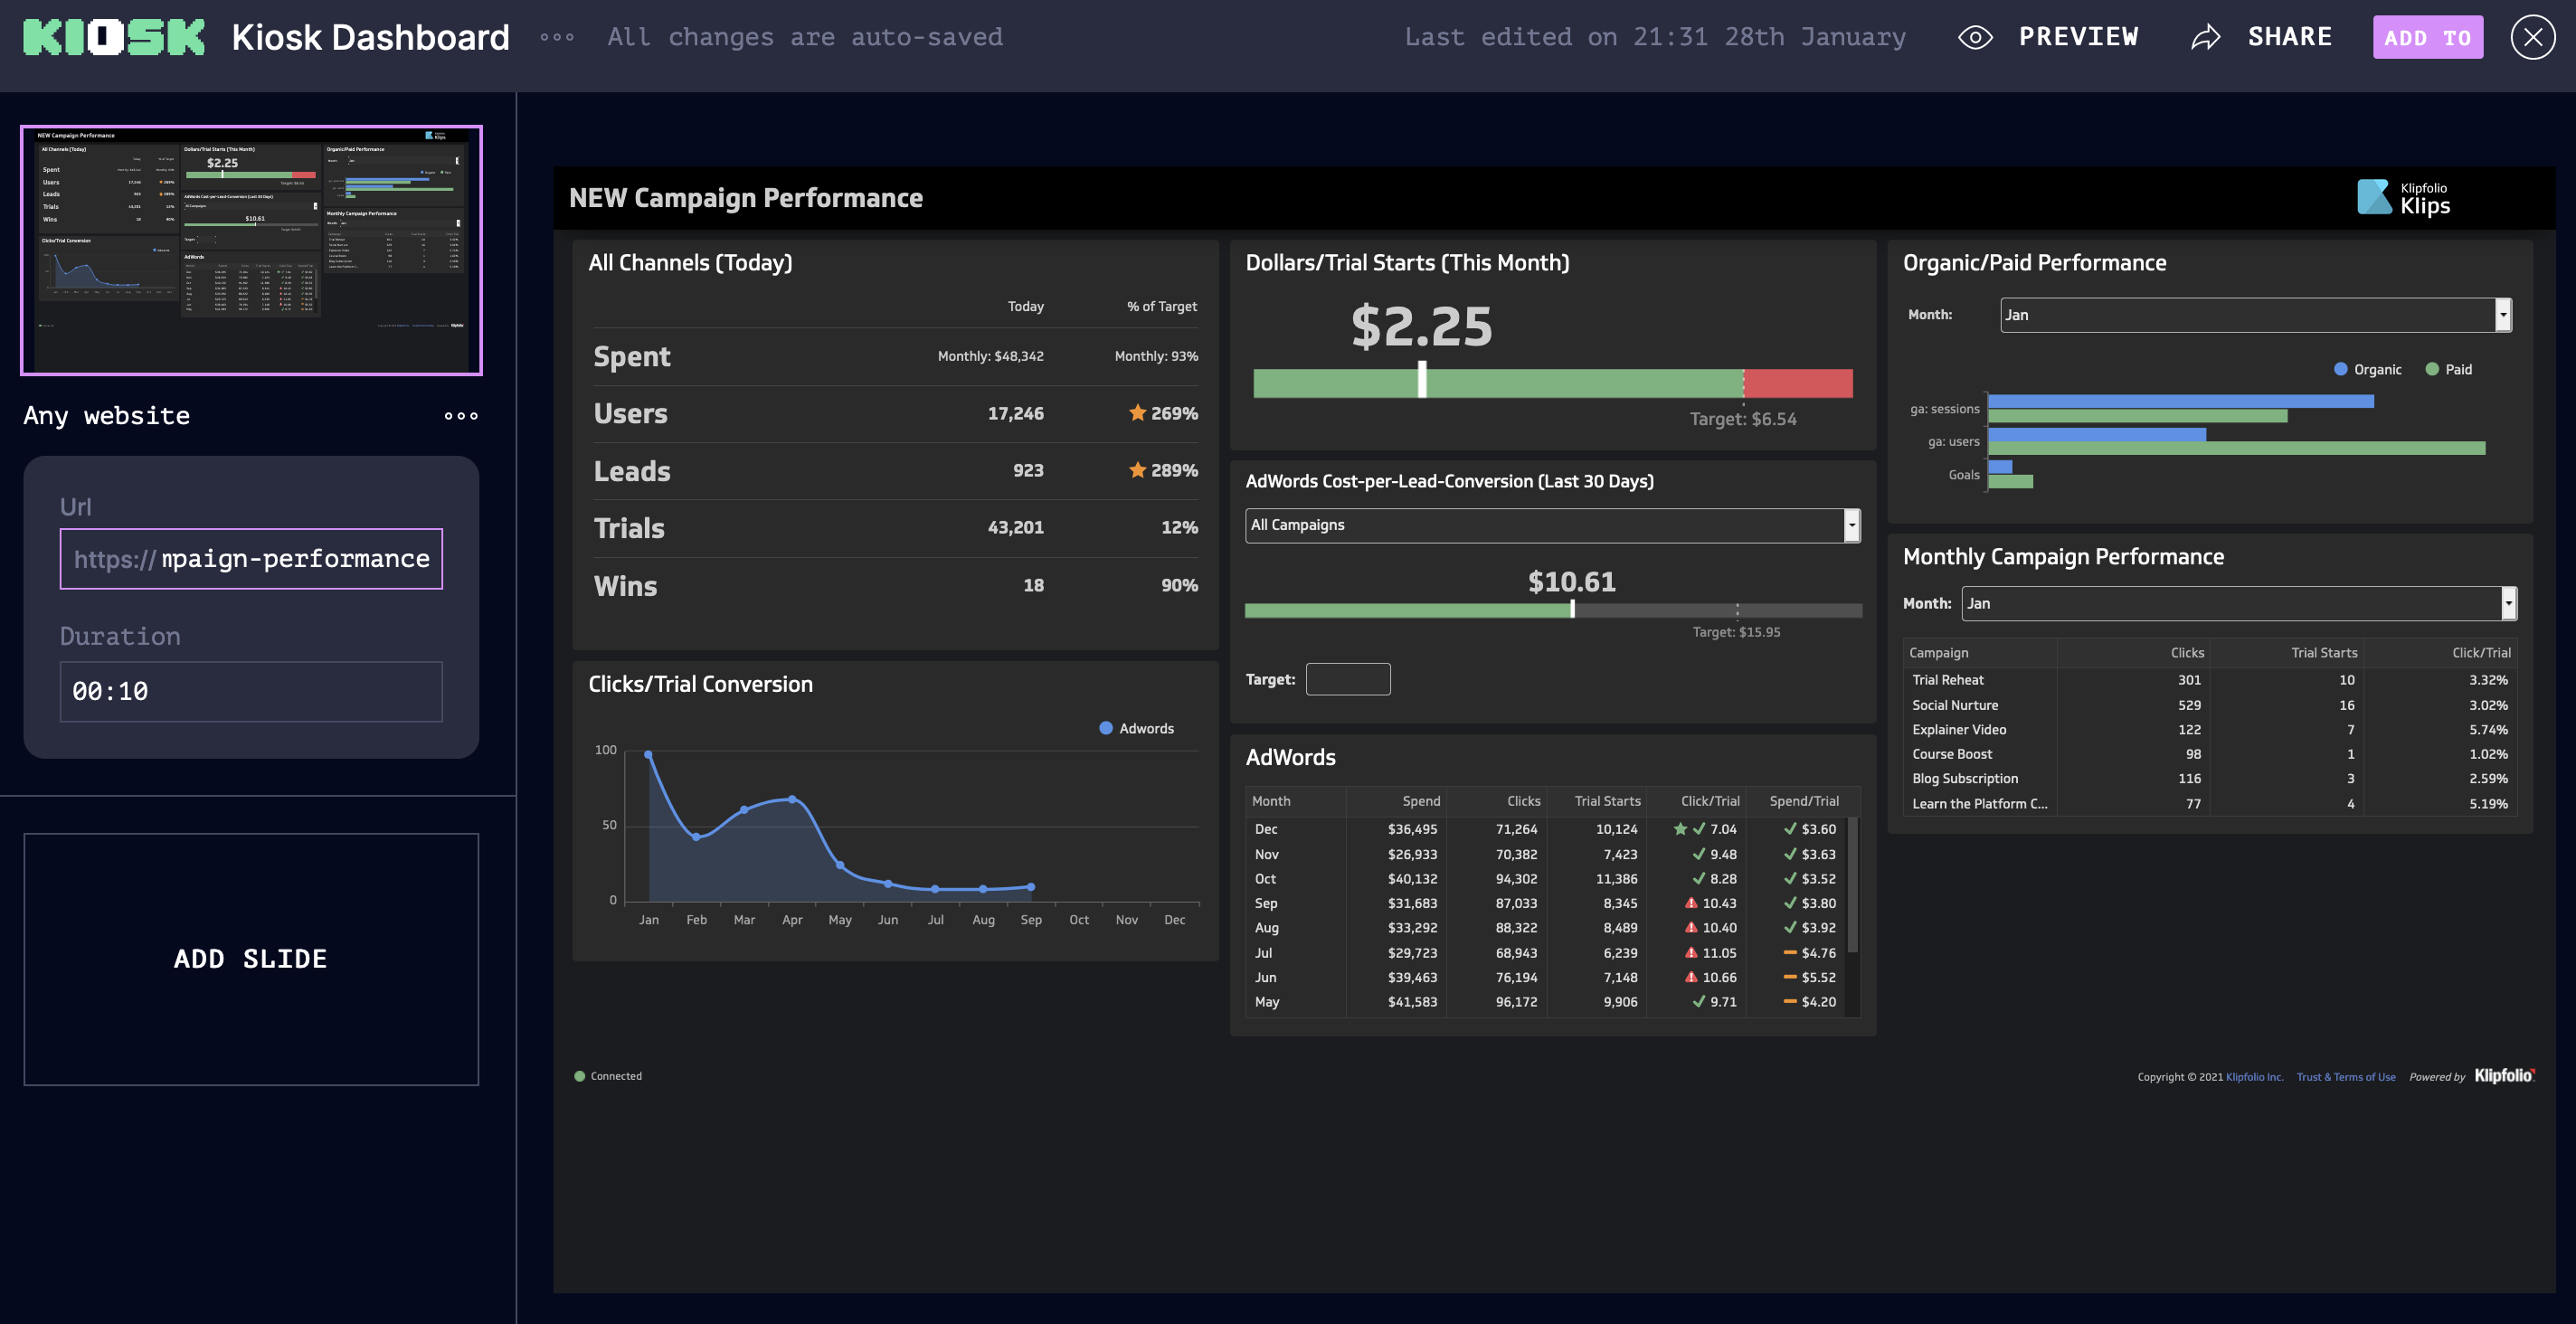 KIOSK Kiosk Dashboard All changes are auto-saved Last edited on 21:31 28th January PREVIEW SHARE ADD TO
NEW Campaign Performance
Any website
Url
https:// mpaign-performance
Duration
00:10
ADD SLIDE
NEW Campaign Performance
Klipfolio
Klips
All Channels (Today)
Today % of Target
Spent Monthly: $48,342 Monthly: 93%
Users 17,246 269%
Leads 923 289%
Trials 43,201 12%
Wins 18 90%
Clicks/Trial Conversion
Adwords
100
50
0
Jan Feb Mar Apr May Jun Jul Aug Sep Oct Nov Dec
Dollars/Trial Starts (This Month)
$2.25
Target: $6.54
AdWords Cost-per-Lead-Conversion (Last 30 Days)
All Campaigns
$10.61
Target: $15.95
Target:
AdWords
Month Spend Clicks Trial Starts Click/Trial Spend/Trial
Dec $36,495 71,264 10,124 7.04 $3.60
Nov $26,933 70,382 7,423 9.48 $3.63
Oct $40,132 94,302 11,386 8.28 $3.52
Sep $31,683 87,033 8,345 10.43 $3.80
Aug $33,292 88,322 8,489 10.40 $3.92
Jul $29,723 68,943 6,239 11.05 $4.76
Jun $39,463 76,194 7,148 10.66 $5.52
May $41,583 96,172 9,906 9.71 $4.20
Organic/Paid Performance
Month: Jan
Organic Paid
ga: sessions
ga: users
Goals
Monthly Campaign Performance
Month: Jan
Campaign Clicks Trial Starts Click/Trial
Trial Reheat 301 10 3.32%
Social Nurture 529 16 3.02%
Explainer Video 122 7 5.74%
Course Boost 98 1 1.02%
Blog Subscription 116 3 2.59%
Learn the Platform C... 77 4 5.19%
Connected
Copyright © 2021 Klipfolio Inc. Trust & Terms of Use Powered by Klipfolio